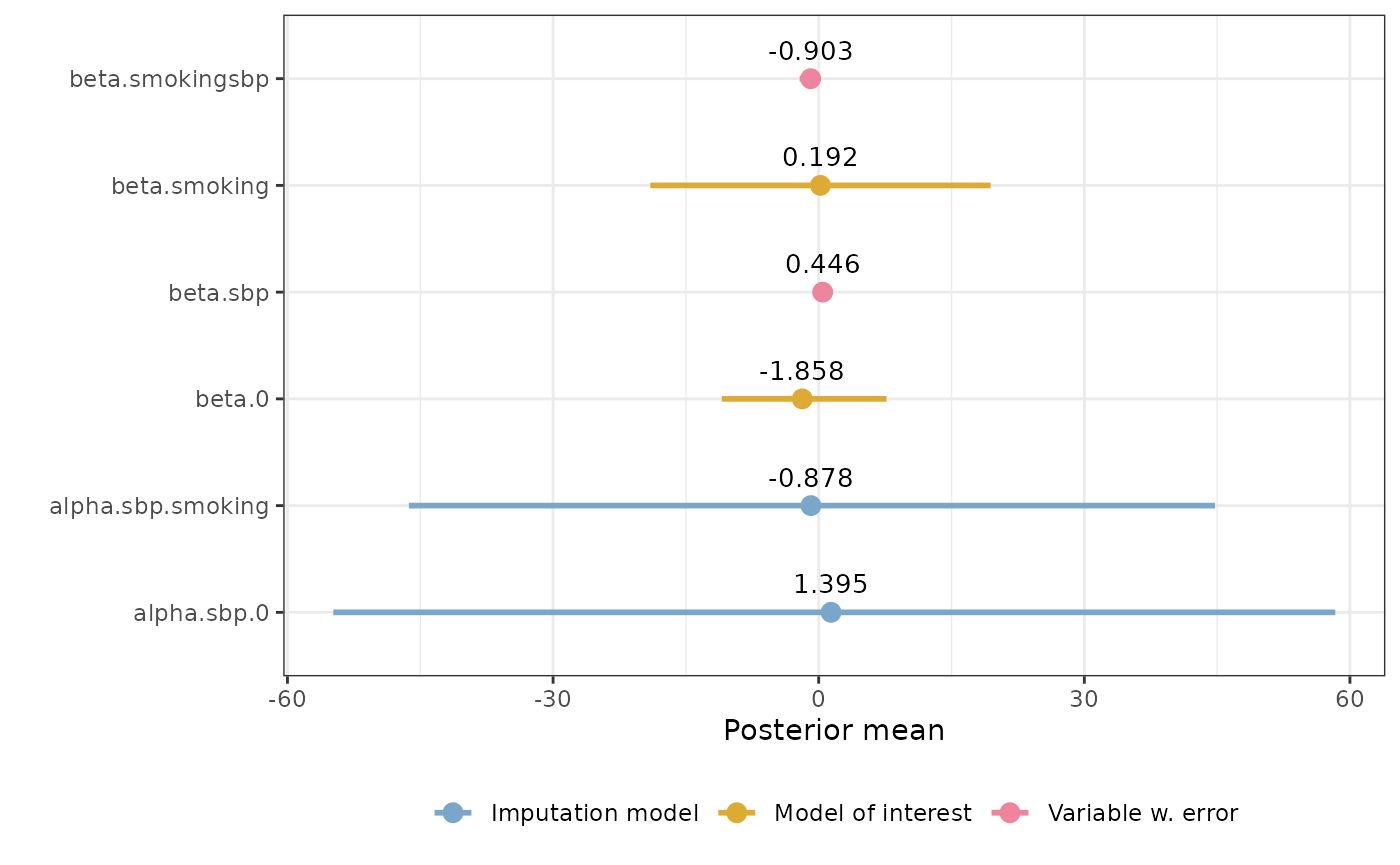 -0.903
beta.smokingsbp
0.192
beta.smoking
0.446
beta.sbp
-1.858
beta.0
-0.878
alpha.sbp.smoking
1.395
alpha.sbp.0
-60 -30 0 30 60
Posterior mean
Imputation model Model of interest Variable w. error